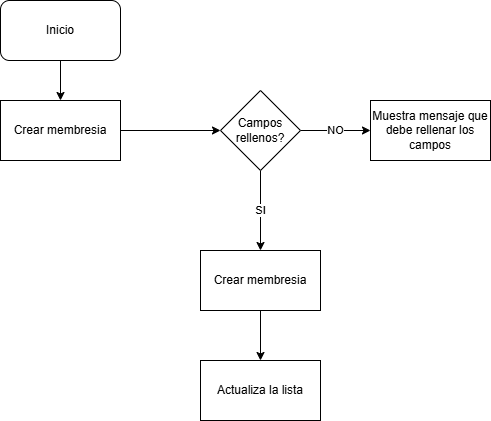 Inicio
Crear membresia
Campos
rellenos?
NO
Muestra mensaje que
debe rellenar los
campos
SI
Crear membresia
Actualiza la lista